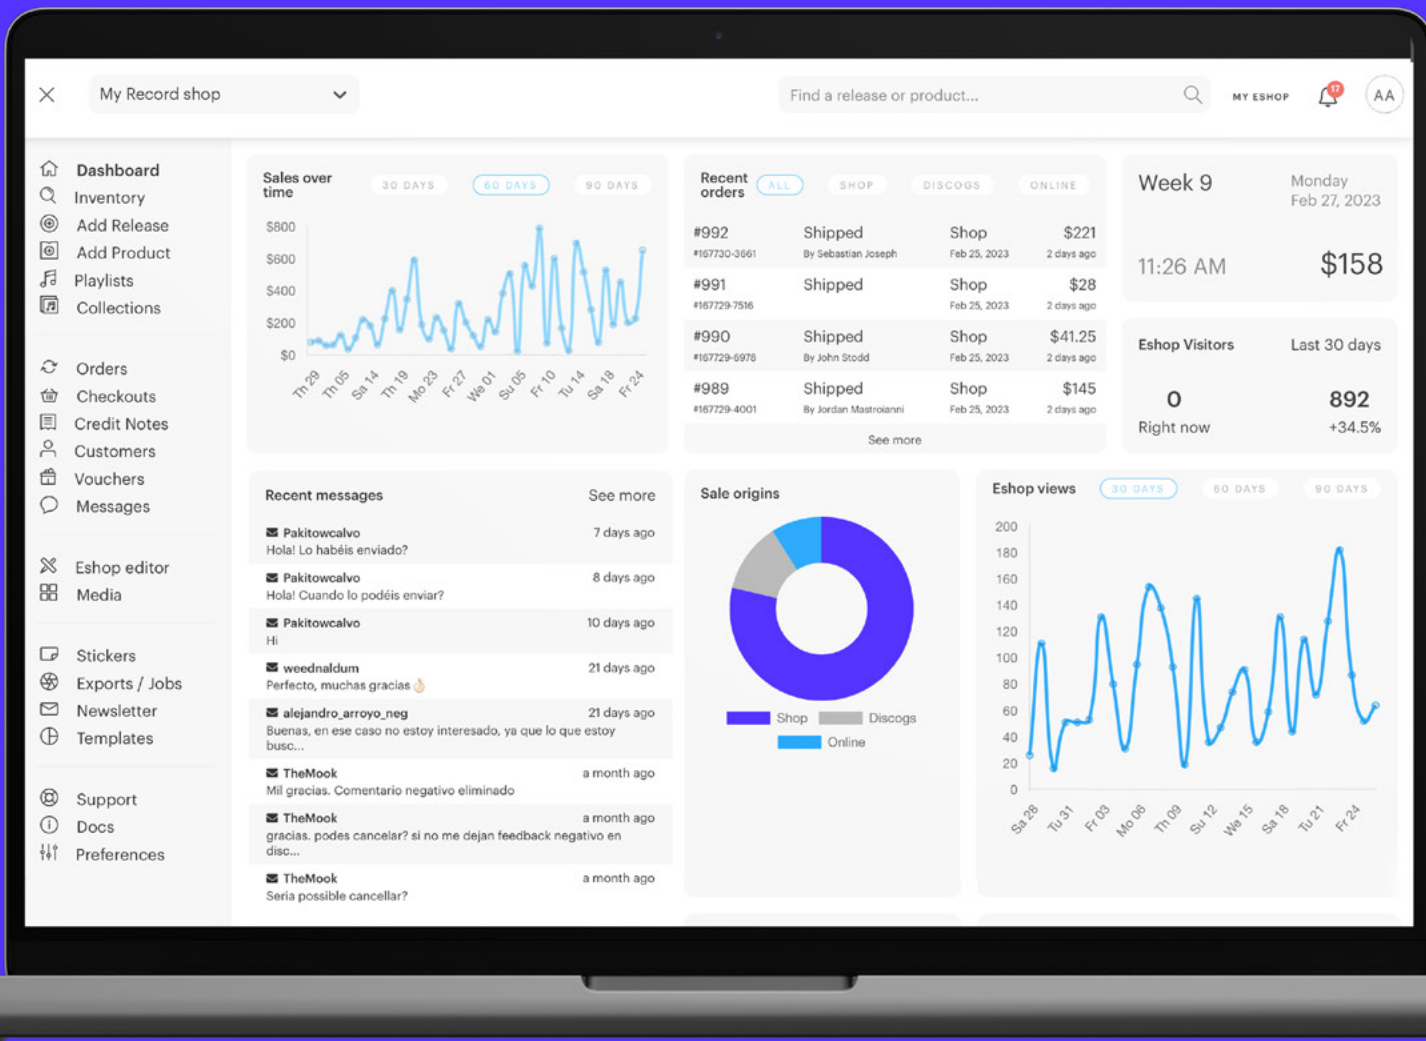 My Record shop
Find a release or product...
MY ESHOP
17
AA
Dashboard
Inventory
Add Release
Add Product
Playlists
Collections
Orders
Checkouts
Credit Notes
Customers
Vouchers
Messages
Eshop editor
Media
Stickers
Exports / Jobs
Newsletter
Templates
Support
Docs
Preferences
Sales over
time
30 DAYS
60 DAYS
90 DAYS
$800
$600
$400
$200
$0
Th 29
Th 05
Sa 14
Th 19
Mo 23
Fr 27
We 01
Su 05
Fr 10
Tu 14
Sa 18
Fr 24
Recent
orders
ALL
SHOP
DISCOGS
ONLINE
#992 Shipped Shop $221
#167730-3661 By Sebastian Joseph Feb 25, 2023 2 days ago
#991 Shipped Shop $28
#167729-7516 Feb 25, 2023 2 days ago
#990 Shipped Shop $41.25
#167729-6978 By John Stodd Feb 25, 2023 2 days ago
#989 Shipped Shop $145
#167729-4001 By Jordan Mastroianni Feb 25, 2023 2 days ago
See more
Week 9
Monday
Feb 27, 2023
11:26 AM
$158
Eshop Visitors Last 30 days
0 892
Right now +34.5%
Recent messages See more
Pakitowcalvo 7 days ago
Hola! Lo habéis enviado?
Pakitowcalvo 8 days ago
Hola! Cuando lo podéis enviar?
Pakitowcalvo 10 days ago
Hi
weednaldum 21 days ago
Perfecto, muchas gracias👌🏻
alejandro_arroyo_neg 21 days ago
Buenas, en ese caso no estoy interesado, ya que lo que estoy
busc...
TheMook a month ago
Mil gracias. Comentario negativo eliminado
TheMook a month ago
gracias. podes cancelar? si no me dejan feedback negativo en
disc...
TheMook a month ago
Seria possible cancellar?
Sale origins
Shop
Discogs
Online
Eshop views
30 DAYS
60 DAYS
90 DAYS
200
180
160
140
120
100
80
60
40
20
0
Sa 28
Tu 31
Fr 03
Mo 06
Th 09
Su 12
We 15
Sa 18
Tu 21
Fr 24